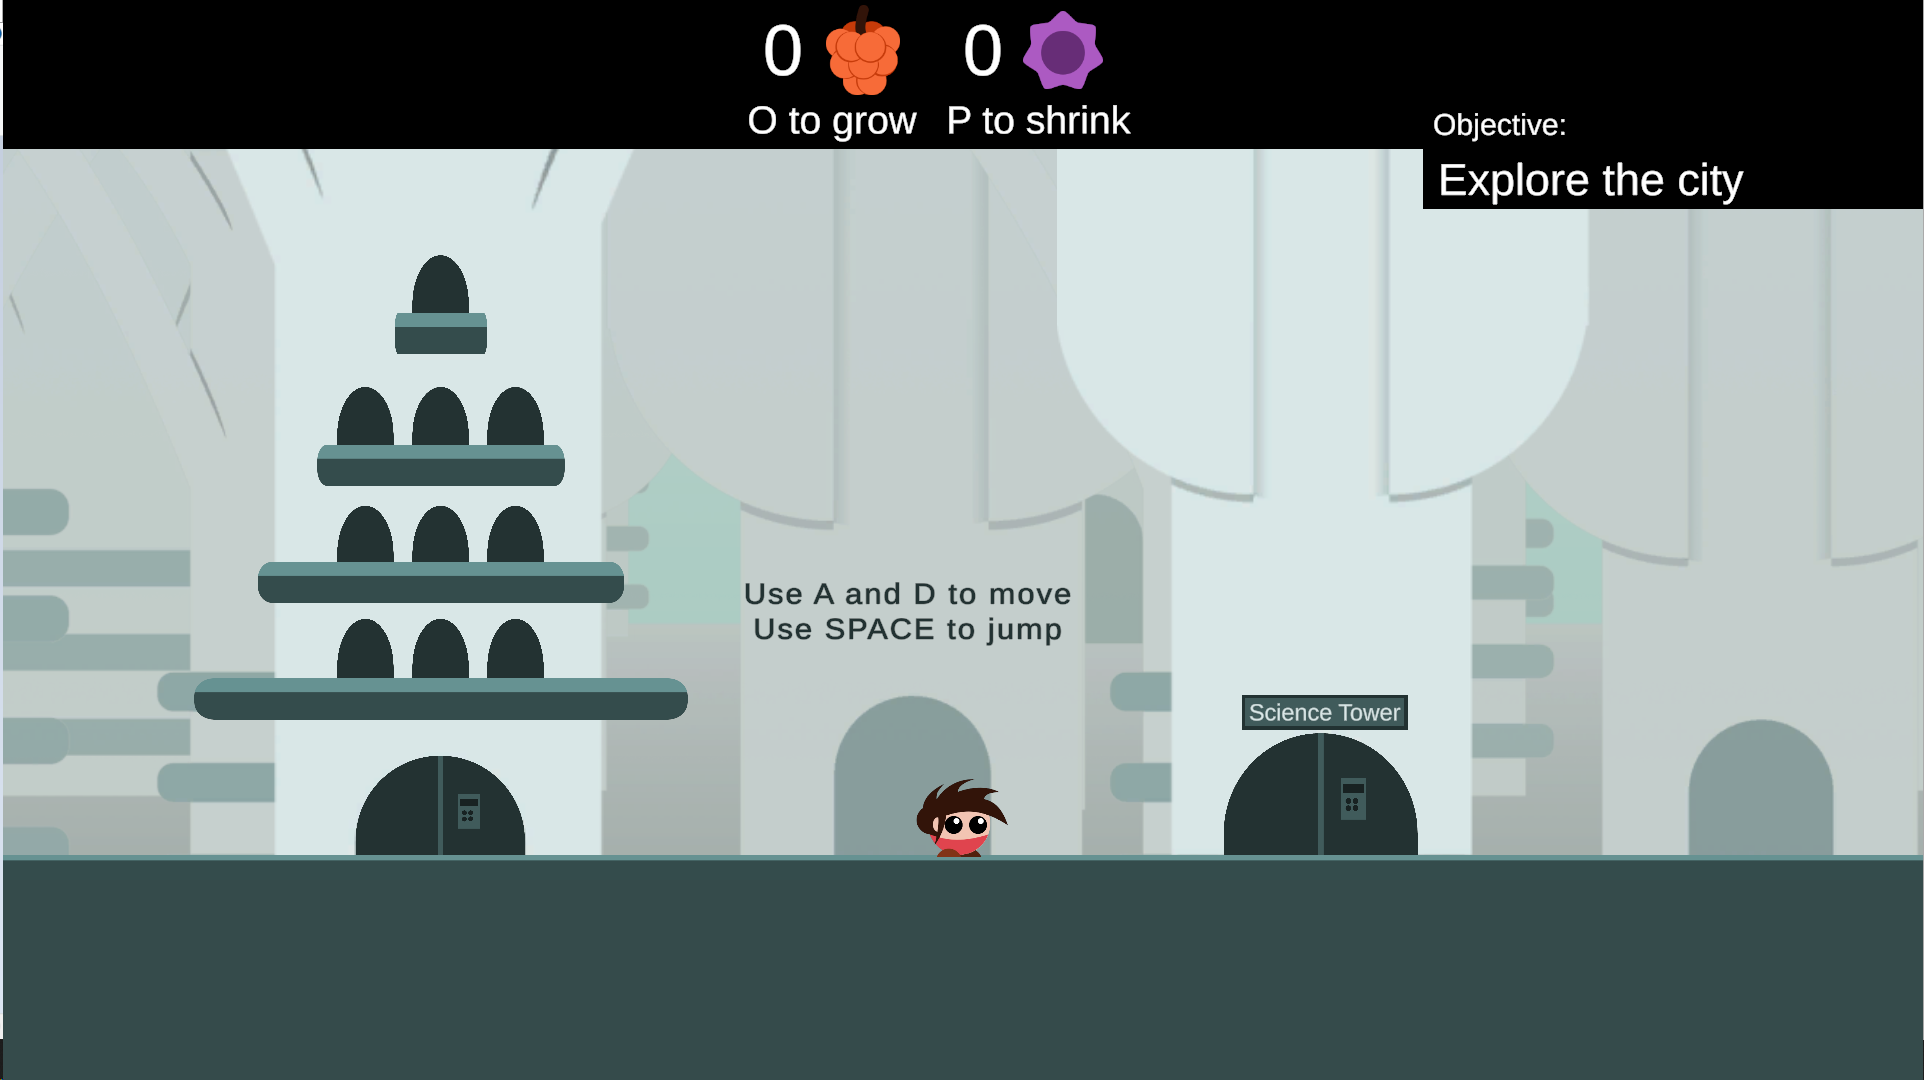 0 0
O to grow P to shrink
Objective:
Explore the city
Use A and D to move
Use SPACE to jump
Science Tower